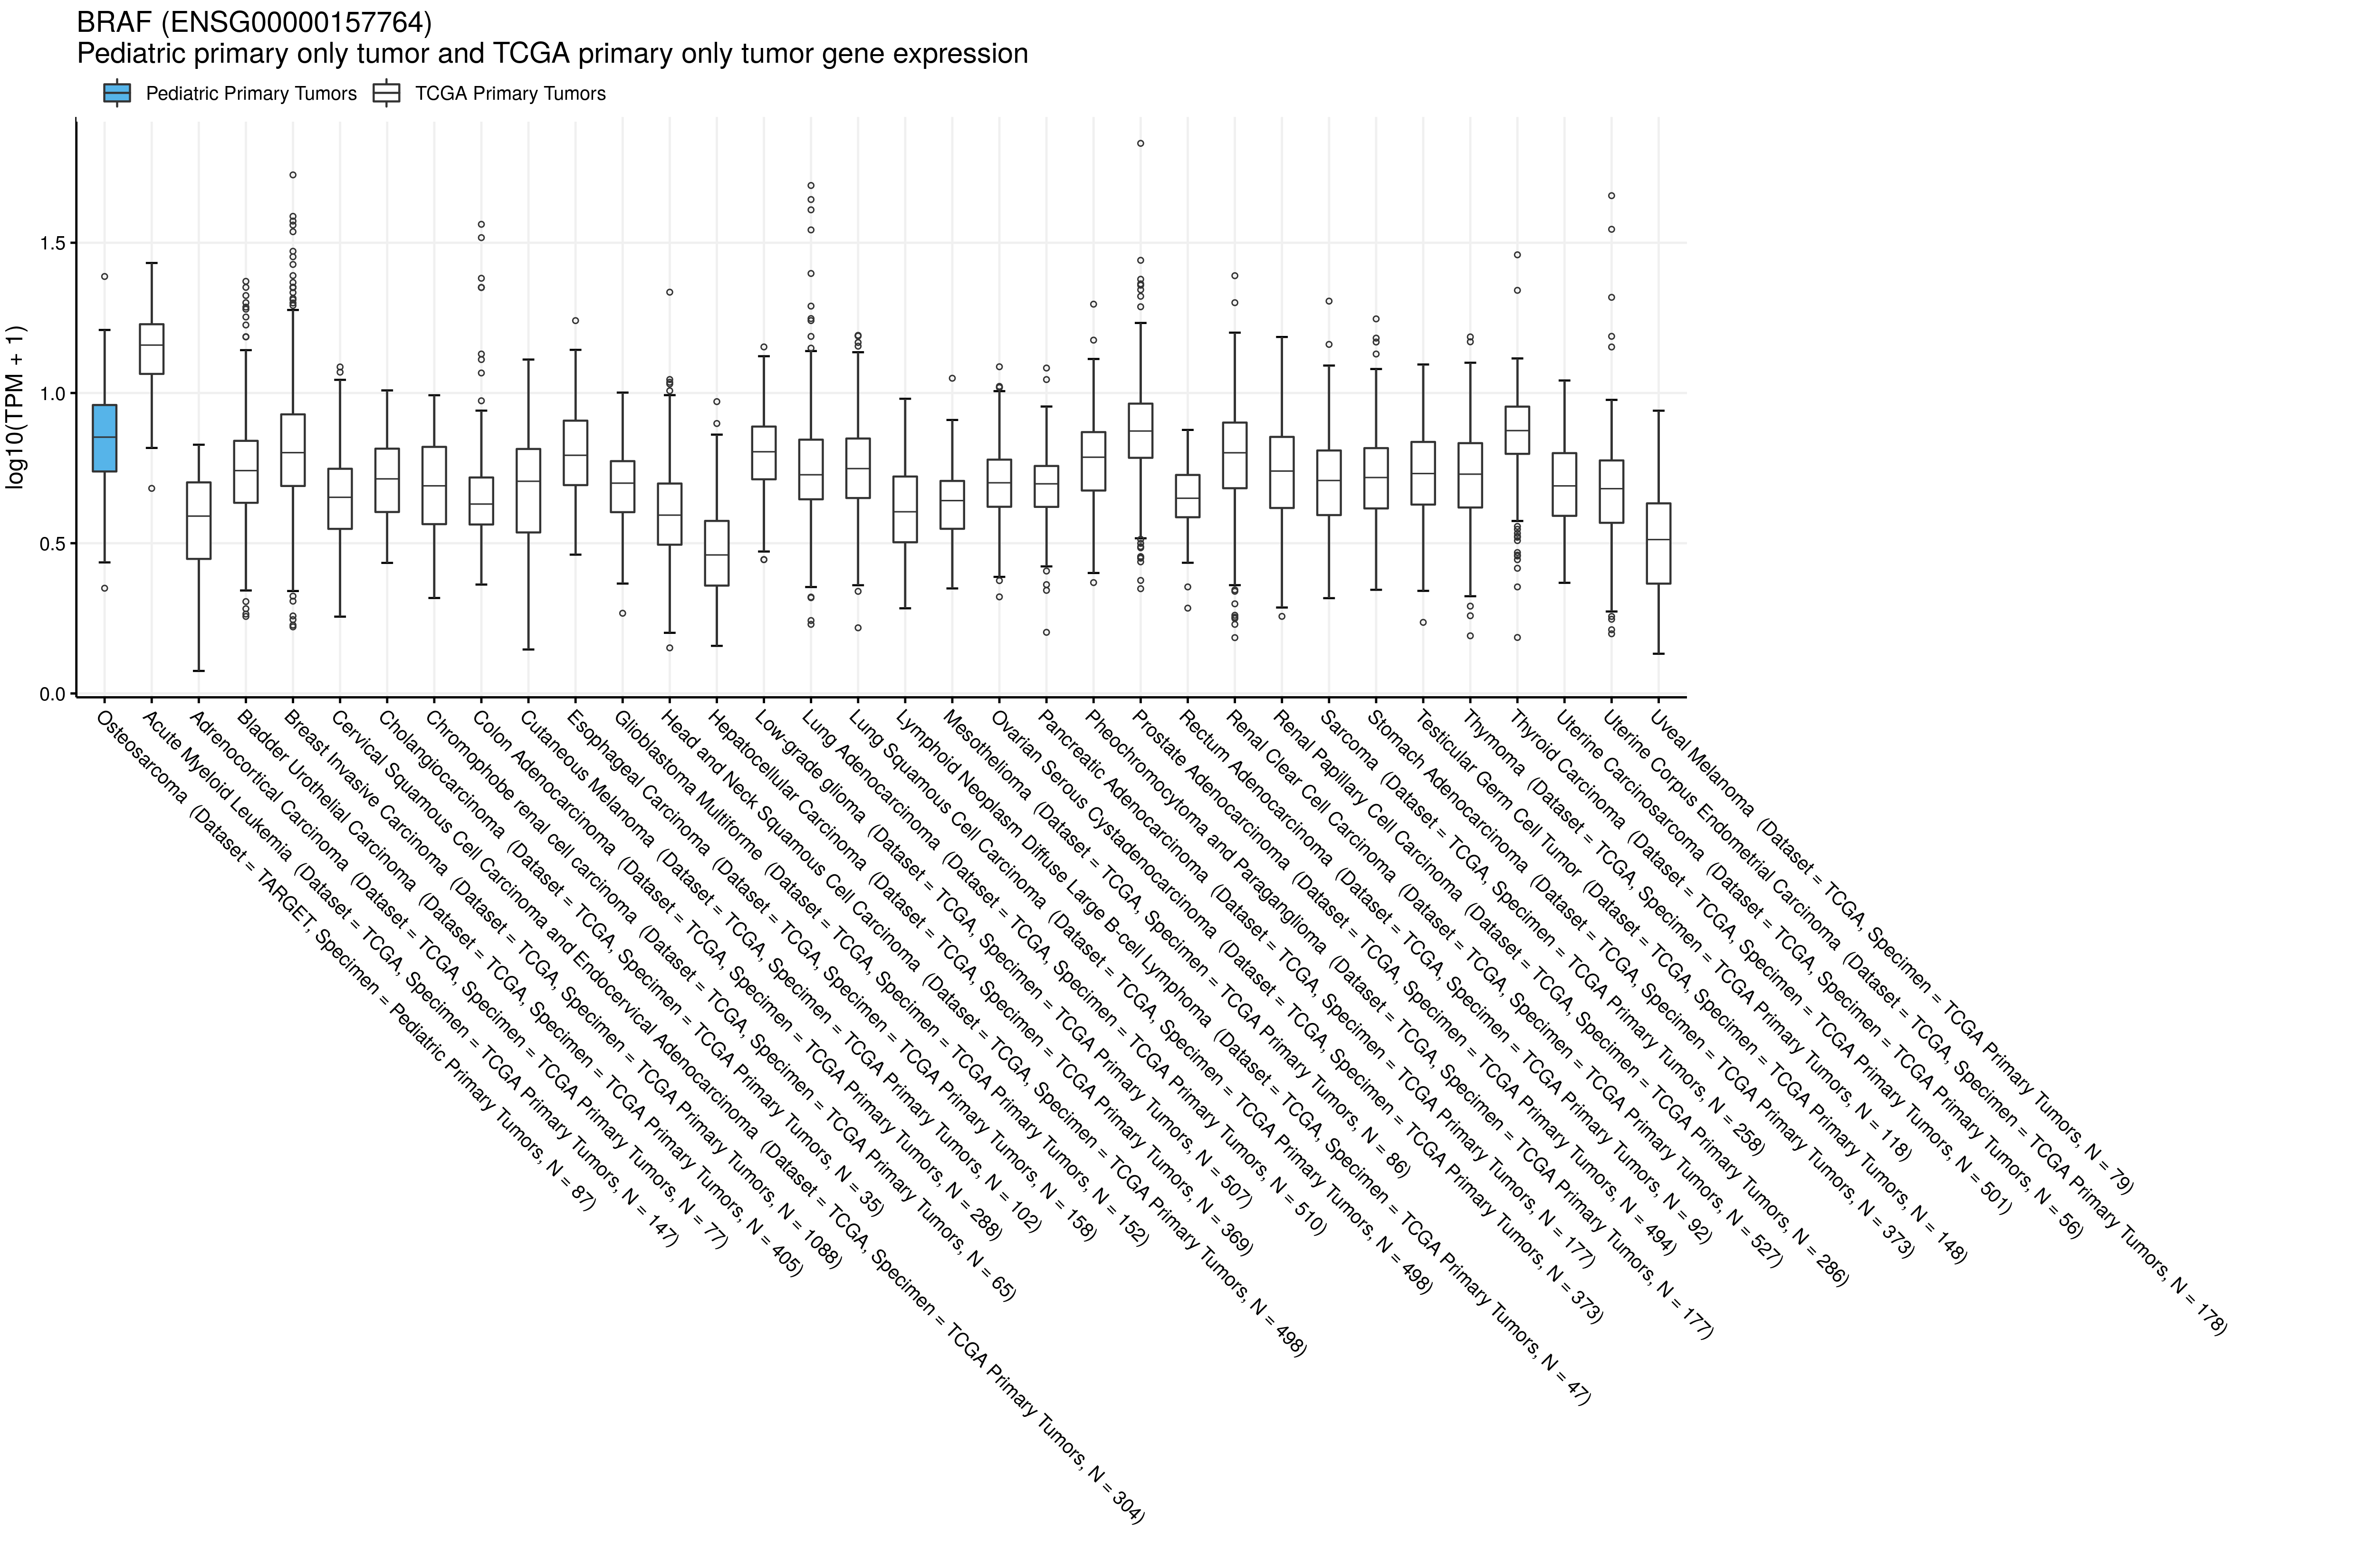 BRAF (ENSG00000157764)
Pediatric primary only tumor and TCGA primary only tumor gene expression
Pediatric Primary Tumors
TCGA Primary Tumors
log10(TPM + 1)
1.5
1.0
0.5
0.0
Osteosarcoma (Dataset = TARGET, Specimen = Pediatric Primary Tumors, N = 87)
Acute Myeloid Leukemia (Dataset = TCGA, Specimen = TCGA Primary Tumors, N = 147)
Adrenocortical Carcinoma (Dataset = TCGA, Specimen = TCGA Primary Tumors, N = 77)
Bladder Urothelial Carcinoma (Dataset = TCGA, Specimen = TCGA Primary Tumors, N = 405)
Breast Invasive Carcinoma (Dataset = TCGA, Specimen = TCGA Primary Tumors, N = 1088)
Cervical Squamous Cell Carcinoma and Endocervical Adenocarcinoma (Dataset = TCGA, Specimen = TCGA Primary Tumors, N = 304)
Cholangiocarcinoma (Dataset = TCGA, Specimen = TCGA Primary Tumors, N = 35)
Chromophobe renal cell carcinoma (Dataset = TCGA, Specimen = TCGA Primary Tumors, N = 65)
Colon Adenocarcinoma (Dataset = TCGA, Specimen = TCGA Primary Tumors, N = 288)
Cutaneous Melanoma (Dataset = TCGA, Specimen = TCGA Primary Tumors, N = 102)
Esophageal Carcinoma (Dataset = TCGA, Specimen = TCGA Primary Tumors, N = 158)
Glioblastoma Multiforme (Dataset = TCGA, Specimen = TCGA Primary Tumors, N = 152)
Head and Neck Squamous Cell Carcinoma (Dataset = TCGA, Specimen = TCGA Primary Tumors, N = 498)
Hepatocellular Carcinoma (Dataset = TCGA, Specimen = TCGA Primary Tumors, N = 369)
Low-grade glioma (Dataset = TCGA, Specimen = TCGA Primary Tumors, N = 507)
Lung Adenocarcinoma (Dataset = TCGA, Specimen = TCGA Primary Tumors, N = 510)
Lung Squamous Cell Carcinoma (Dataset = TCGA, Specimen = TCGA Primary Tumors, N = 498)
Lymphoid Neoplasm Diffuse Large B-cell Lymphoma (Dataset = TCGA, Specimen = TCGA Primary Tumors, N = 47)
Mesothelioma (Dataset = TCGA, Specimen = TCGA Primary Tumors, N = 86)
Ovarian Serous Cystadenocarcinoma (Dataset = TCGA, Specimen = TCGA Primary Tumors, N = 373)
Pancreatic Adenocarcinoma (Dataset = TCGA, Specimen = TCGA Primary Tumors, N = 177)
Pheochromocytoma and Paraganglioma (Dataset = TCGA, Specimen = TCGA Primary Tumors, N = 177)
Prostate Adenocarcinoma (Dataset = TCGA, Specimen = TCGA Primary Tumors, N = 494)
Rectum Adenocarcinoma (Dataset = TCGA, Specimen = TCGA Primary Tumors, N = 92)
Renal Clear Cell Carcinoma (Dataset = TCGA, Specimen = TCGA Primary Tumors, N = 527)
Renal Papillary Cell Carcinoma (Dataset = TCGA, Specimen = TCGA Primary Tumors, N = 286)
Sarcoma (Dataset = TCGA, Specimen = TCGA Primary Tumors, N = 258)
Stomach Adenocarcinoma (Dataset = TCGA, Specimen = TCGA Primary Tumors, N = 373)
Testicular Germ Cell Tumor (Dataset = TCGA, Specimen = TCGA Primary Tumors, N = 148)
Thymoma (Dataset = TCGA, Specimen = TCGA Primary Tumors, N = 118)
Thyroid Carcinoma (Dataset = TCGA, Specimen = TCGA Primary Tumors, N = 501)
Uterine Carcinosarcoma (Dataset = TCGA, Specimen = TCGA Primary Tumors, N = 56)
Uterine Corpus Endometrial Carcinoma (Dataset = TCGA, Specimen = TCGA Primary Tumors, N = 178)
Uveal Melanoma (Dataset = TCGA, Specimen = TCGA Primary Tumors, N = 79)